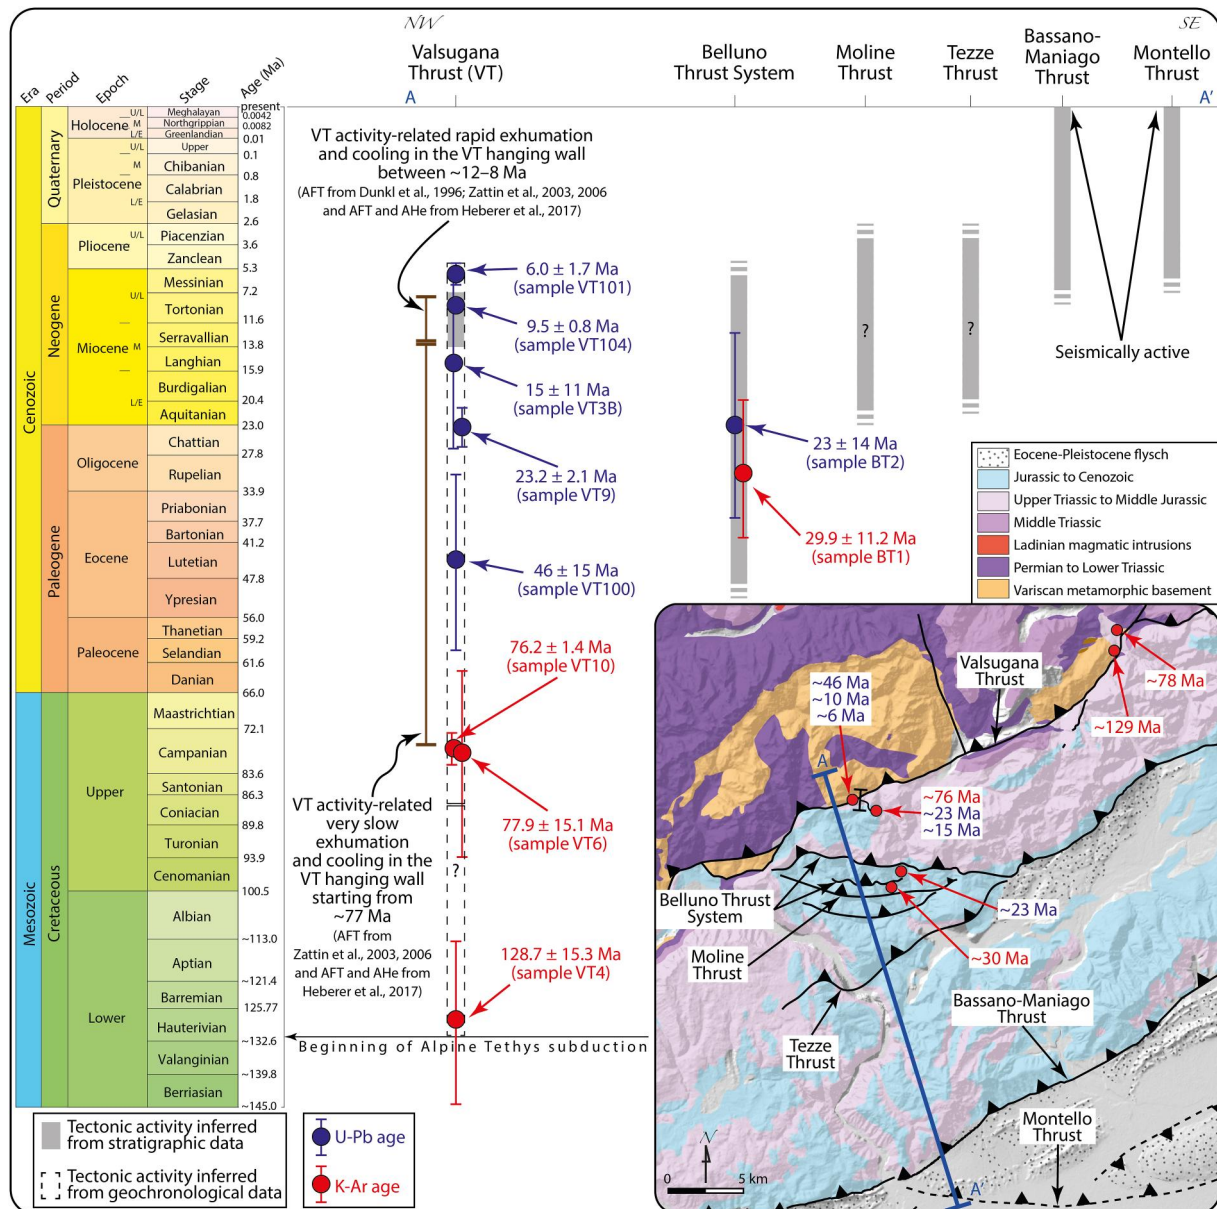 NW
SE
Valsugana
Thrust (VT)
Belluno
Thrust System
Moline
Thrust
Tezze
Thrust
Bassano-
Maniago
Thrust
Montello
Thrust
A
A'
Era
Period
Epoch
Stage
Age (Ma)
Cenozoic
Mesozoic
Quaternary
Neogene
Paleogene
Cretaceous
Holocene
U/L
M
L/E
Pleistocene
U/L
M
L/E
Pliocene
U/L
Miocene
U/L
M
L/E
Oligocene
Eocene
Paleocene
Upper
Lower
Meghalayan
Northgrippian
Greenlandian
Upper
Chibanian
Calabrian
Gelasian
Piacenzian
Zanclean
Messinian
Tortonian
Serravallian
Langhian
Burdigalian
Aquitanian
Chattian
Rupelian
Priabonian
Bartonian
Lutetian
Ypresian
Thanetian
Selandian
Danian
Maastrichtian
Campanian
Santonian
Coniacian
Turonian
Cenomanian
Albian
Aptian
Barremian
Hauterivian
Valanginian
Berriasian
present
0.0042
0.0082
0.01
0.1
0.8
1.8
2.6
3.6
5.3
7.2
11.6
13.8
15.9
20.4
23.0
27.8
33.9
37.7
41.2
47.8
56.0
59.2
61.6
66.0
72.1
83.6
86.3
89.8
93.9
100.5
~113.0
~121.4
125.77
~132.6
~139.8
~145.0
VT activity-related rapid exhumation
and cooling in the VT hanging wall
between ~12–8 Ma
(AFT from Dunkl et al., 1996; Zattin et al., 2003, 2006
and AFT and AHe from Heberer et al., 2017)
6.0 ± 1.7 Ma
(sample VT101)
9.5 ± 0.8 Ma
(sample VT104)
15 ± 11 Ma
(sample VT3B)
23.2 ± 2.1 Ma
(sample VT9)
46 ± 15 Ma
(sample VT100)
76.2 ± 1.4 Ma
(sample VT10)
77.9 ± 15.1 Ma
(sample VT6)
?
128.7 ± 15.3 Ma
(sample VT4)
VT activity-related
very slow
exhumation
and cooling in the
VT hanging wall
starting from
~77 Ma
(AFT from
Zattin et al., 2003, 2006
and AFT and AHe from
Heberer et al., 2017)
Beginning of Alpine Tethys subduction
23 ± 14 Ma
(sample BT2)
29.9 ± 11.2 Ma
(sample BT1)
?
?
Seismically active
Eocene-Pleistocene flysch
Jurassic to Cenozoic
Upper Triassic to Middle Jurassic
Middle Triassic
Ladinian magmatic intrusions
Permian to Lower Triassic
Variscan metamorphic basement
Valsugana
Thrust
~46 Ma
~10 Ma
~6 Ma
~78 Ma
~129 Ma
A
~76 Ma
~23 Ma
~15 Ma
Belluno Thrust
System
~23 Ma
Moline
Thrust
~30 Ma
Bassano-Maniago
Thrust
Tezze
Thrust
Montello
Thrust
N
0
5 km
A'
Tectonic activity inferred
from stratigraphic data
Tectonic activity inferred
from geochronological data
U-Pb age
K-Ar age